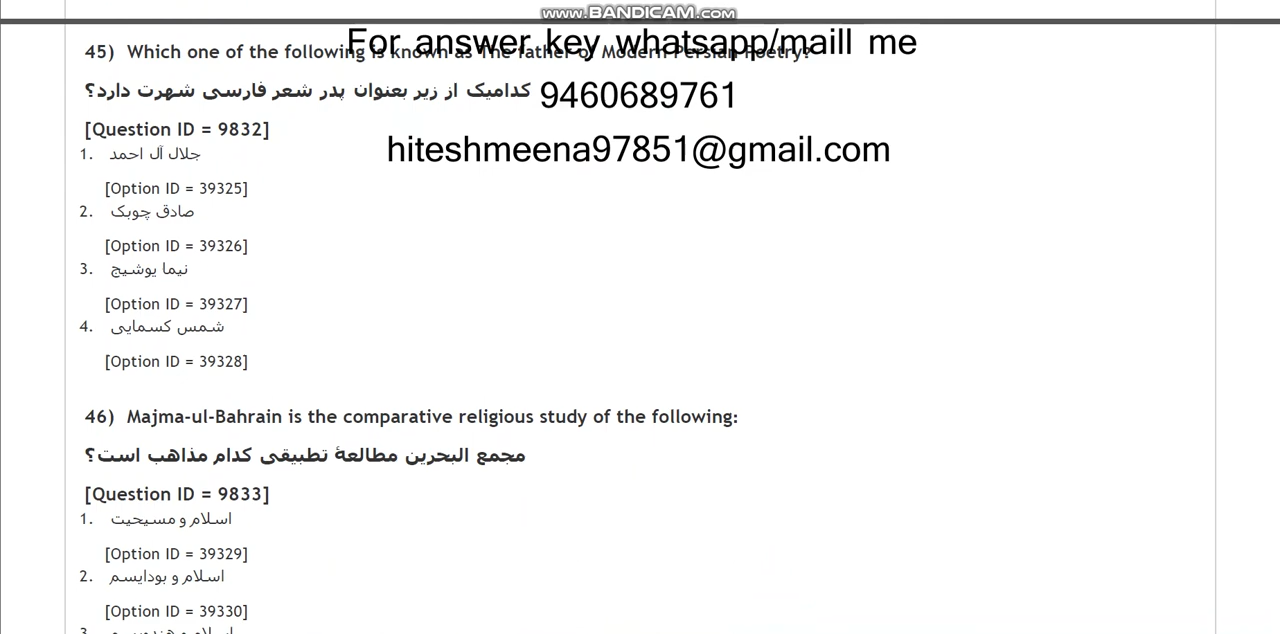 www.BANDICAM.com
For answer key whatsapp/maill me
45) Which one of the following is known as The father of Modern Persian Poetry?
کدامیک از زیر بعنوان پدر شعر فارسی شهرت دارد؟
9460689761
[Question ID = 9832]
hiteshmeena97851@gmail.com
1. جلال آل احمد
[Option ID = 39325]
2. صادق چوبک
[Option ID = 39326]
3. نیما یوشیج
[Option ID = 39327]
4. شمس کسمایی
[Option ID = 39328]
46) Majma-ul-Bahrain is the comparative religious study of the following:
مجمع البحرین مطالعۀ تطبیقی کدام مذاهب است؟
[Question ID = 9833]
1. اسلام و مسیحیت
[Option ID = 39329]
2. اسلام و بودایسم
[Option ID = 39330]